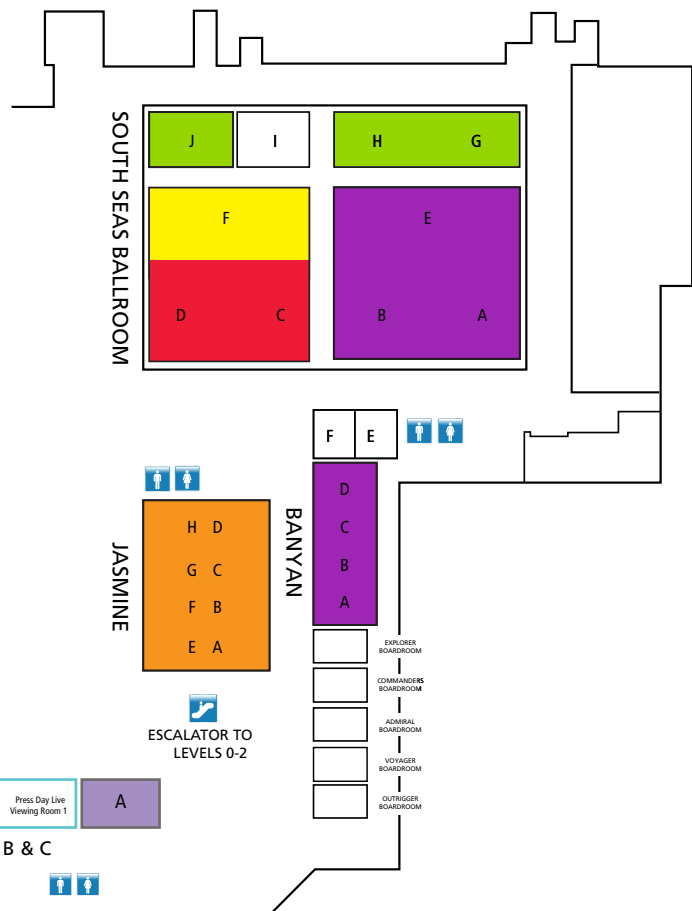 SOUTH SEAS BALLROOM
J
I
H
G
F
E
D
C
B
A
F
E
BANYAN
D
C
B
A
JASMINE
H D
G C
F B
E A
EXPLORER
BOARDROOM
COMMANDERS
BOARDROOM
ADMIRAL
BOARDROOM
VOYAGER
BOARDROOM
OUTRIGGER
BOARDROOM
ESCALATOR TO
LEVELS 0-2
Press Day Live
Viewing Room 1
A
B & C